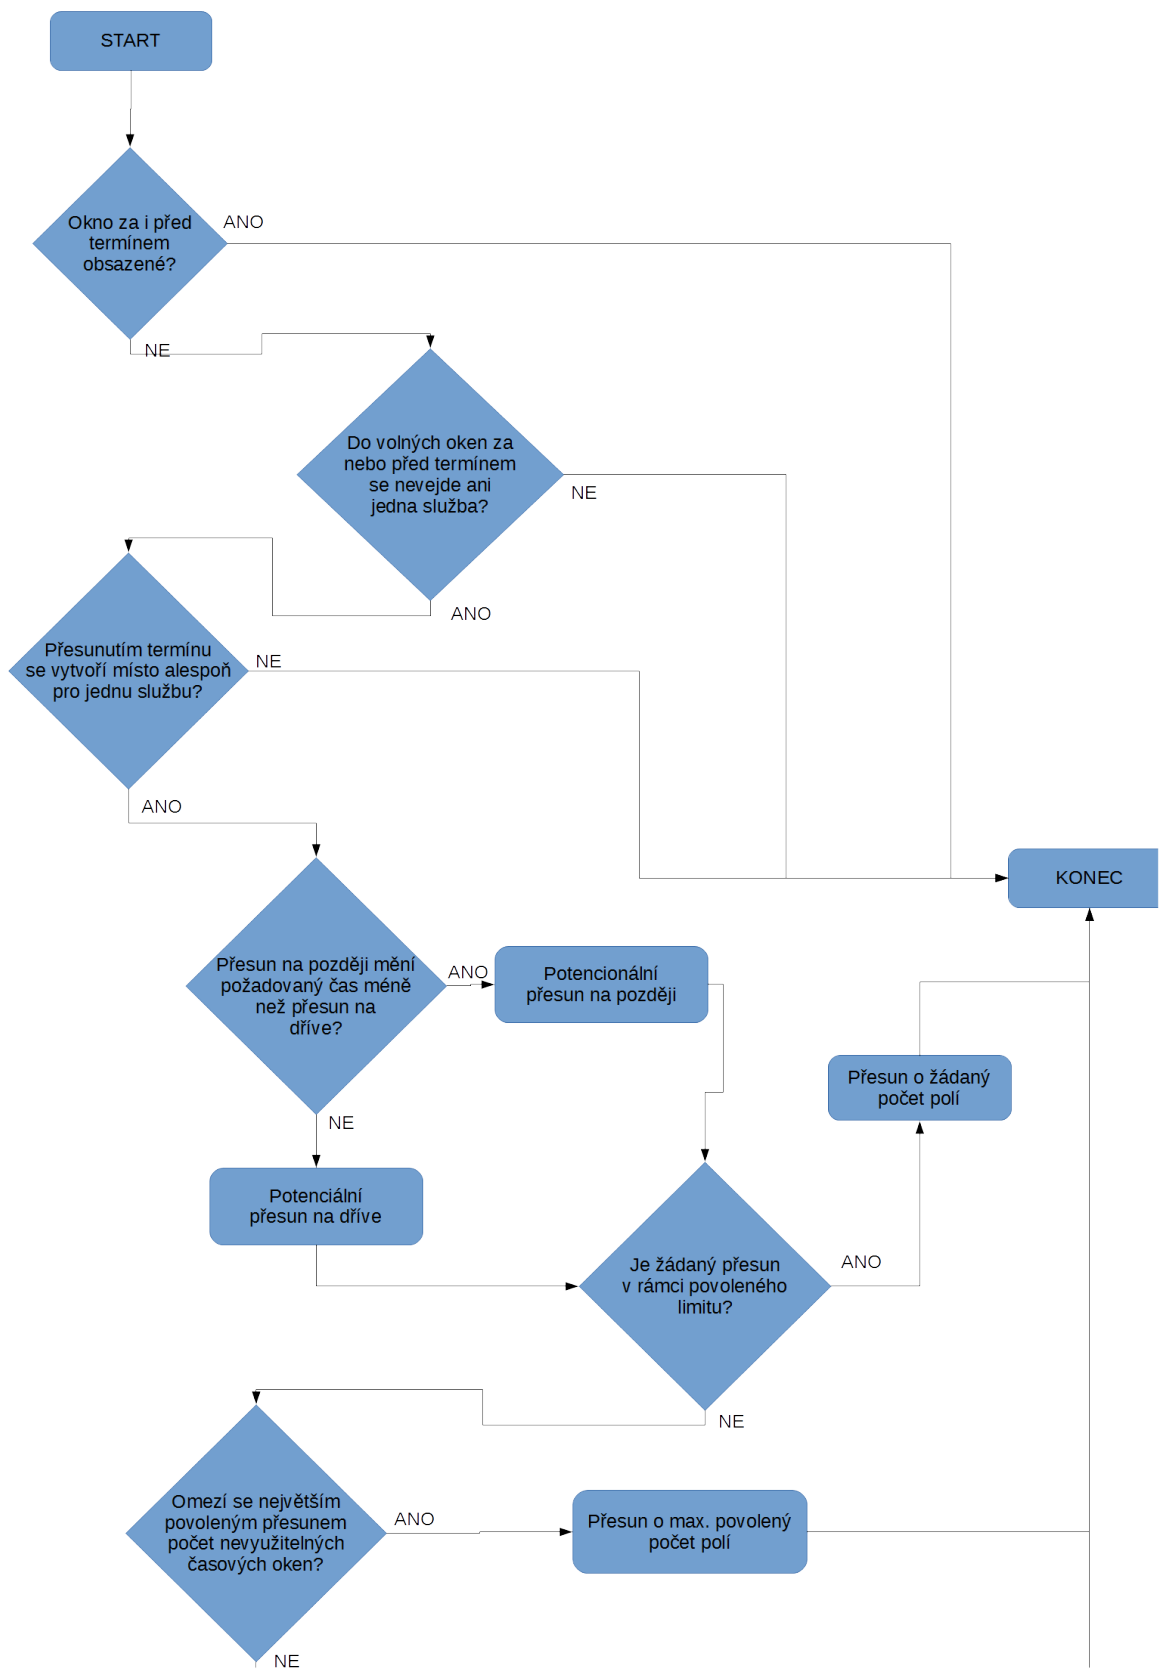 START
Okno za i před
termínem
obsazené?
ANO
NE
Do volných oken za
nebo před termínem
se nevejde ani
jedna služba?
NE
ANO
Přesunutím termínu
se vytvoří místo alespoň
pro jednu službu?
NE
ANO
KONEC
Přesun na později mění
požadovaný čas méně
než přesun na
dříve?
ANO
Potencionální
přesun na později
NE
Přesun o žádaný
počet polí
Potenciální
přesun na dříve
Je žádaný přesun
v rámci povoleného
limitu?
ANO
NE
Omezí se největším
povoleným přesunem
počet nevyužitelných
časových oken?
ANO
Přesun o max. povolený
počet polí
NE